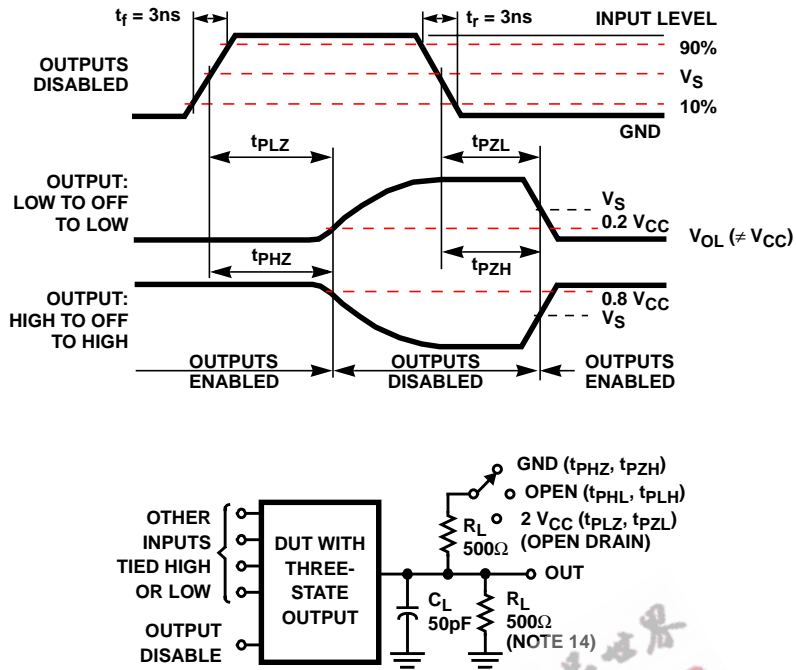 tf = 3ns
tr = 3ns
INPUT LEVEL
90%
VS
10%
GND
OUTPUTS
DISABLED
tPLZ
tPZL
OUTPUT:
LOW TO OFF
TO LOW
VS
0.2 VCC
VOL (≠ VCC)
tPHZ
tPZH
OUTPUT:
HIGH TO OFF
TO HIGH
0.8 VCC
VS
OUTPUTS
ENABLED
OUTPUTS
DISABLED
OUTPUTS
ENABLED
GND (tPHZ, tPZH)
OPEN (tPHL, tPLH)
2 VCC (tPLZ, tPZL)
(OPEN DRAIN)
RL
500Ω
OTHER
INPUTS
TIED HIGH
OR LOW
OUTPUT
DISABLE
DUT WITH
THREE-
STATE
OUTPUT
OUT
CL
50pF
RL
500Ω
(NOTE 14)